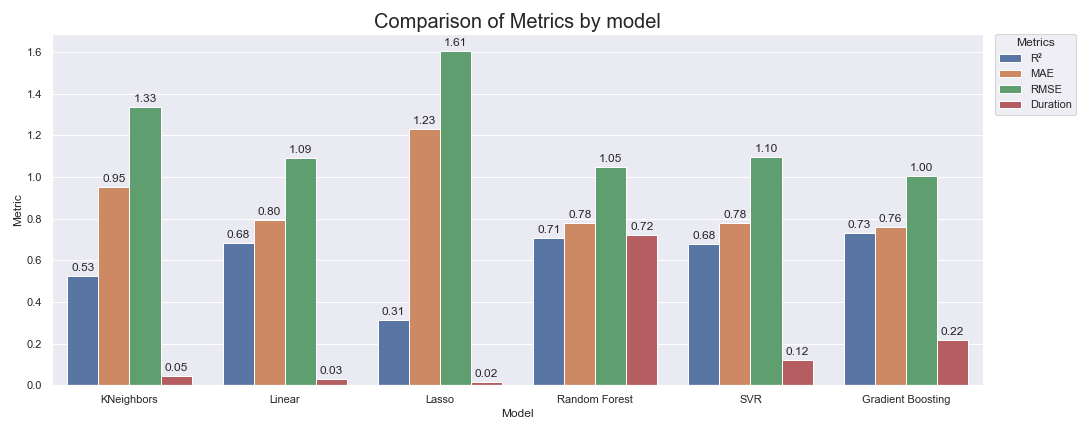 Comparison of Metrics by model
Metrics
R²
MAE
RMSE
Duration
Metric
1.6
1.4
1.2
1.0
0.8
0.6
0.4
0.2
0.0
0.53
0.95
1.33
0.05
0.68
0.80
1.09
0.03
0.31
1.23
1.61
0.02
0.71
0.78
1.05
0.72
0.68
0.78
1.10
0.12
0.73
0.76
1.00
0.22
KNeighbors
Linear
Lasso
Random Forest
SVR
Gradient Boosting
Model